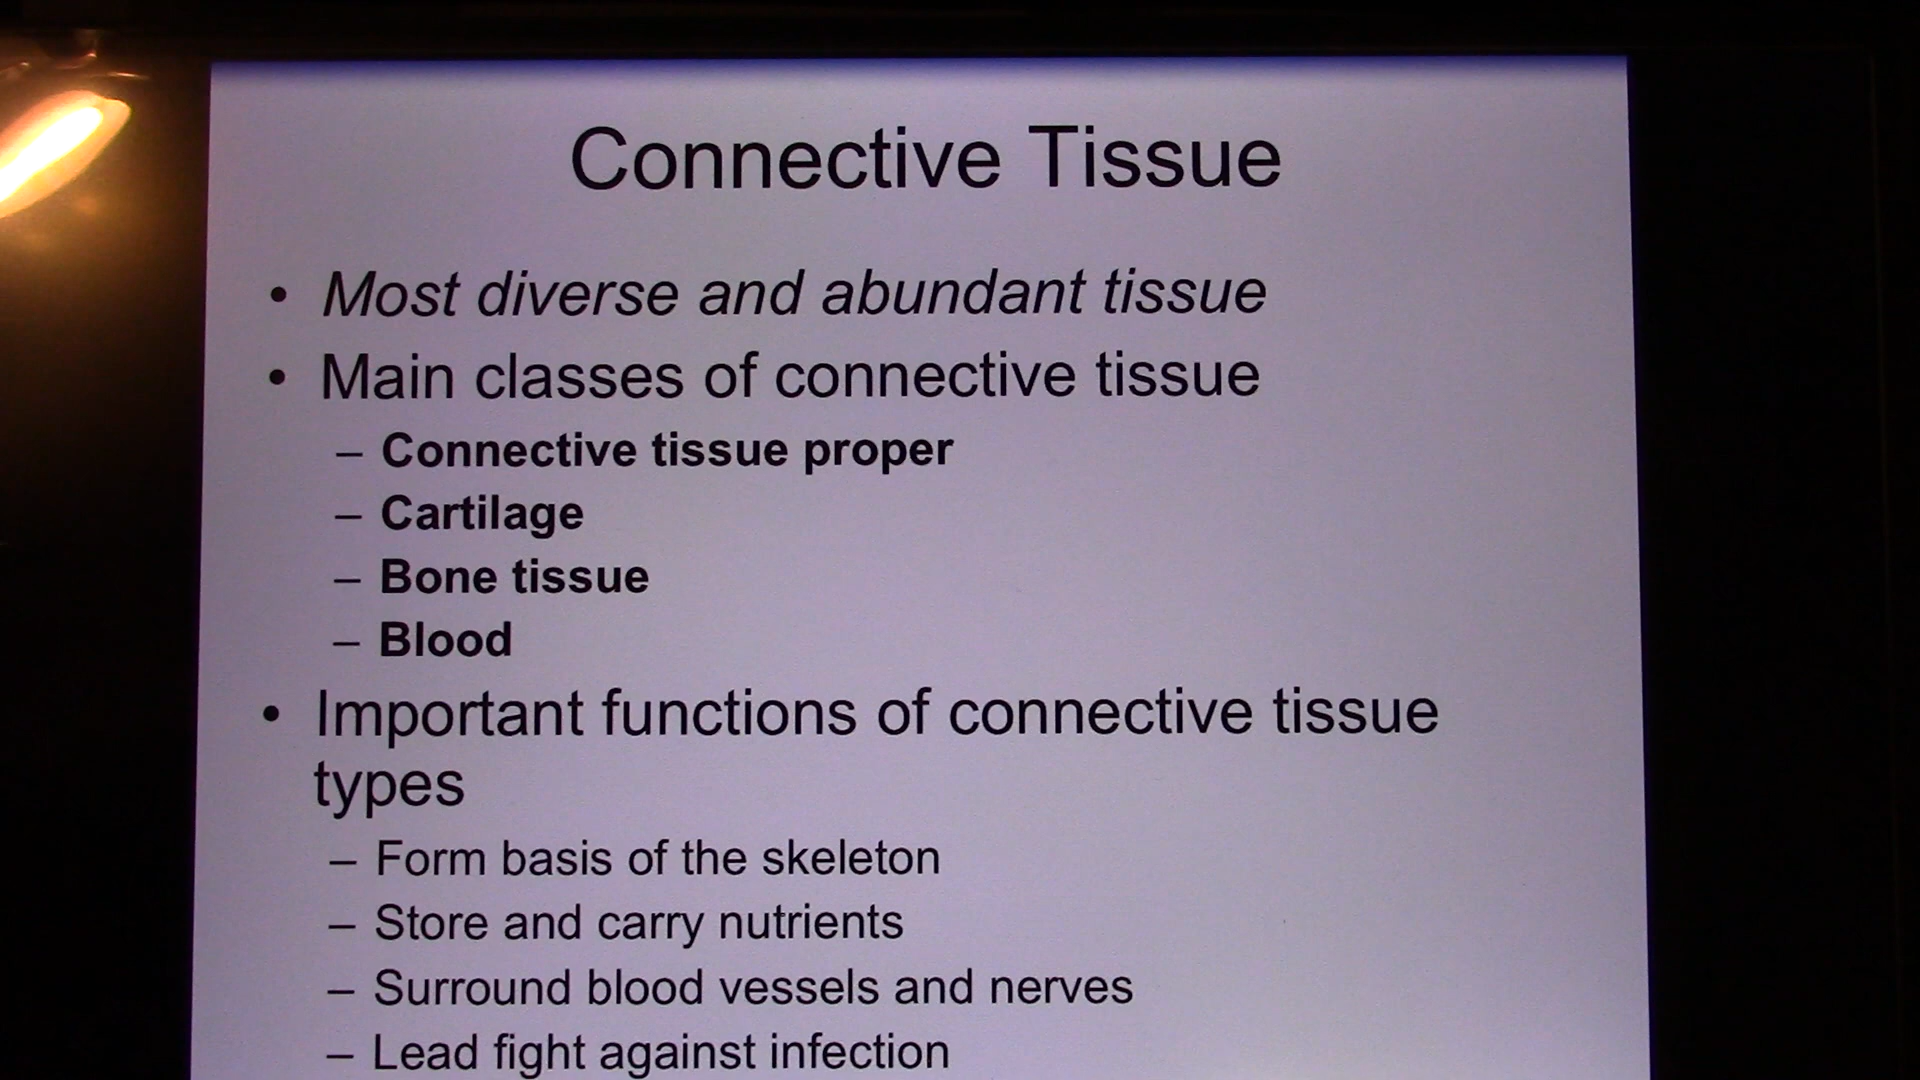 Connective Tissue
• Most diverse and abundant tissue
• Main classes of connective tissue
– Connective tissue proper
– Cartilage
– Bone tissue
– Blood
• Important functions of connective tissue
types
– Form basis of the skeleton
– Store and carry nutrients
– Surround blood vessels and nerves
– Lead fight against infection